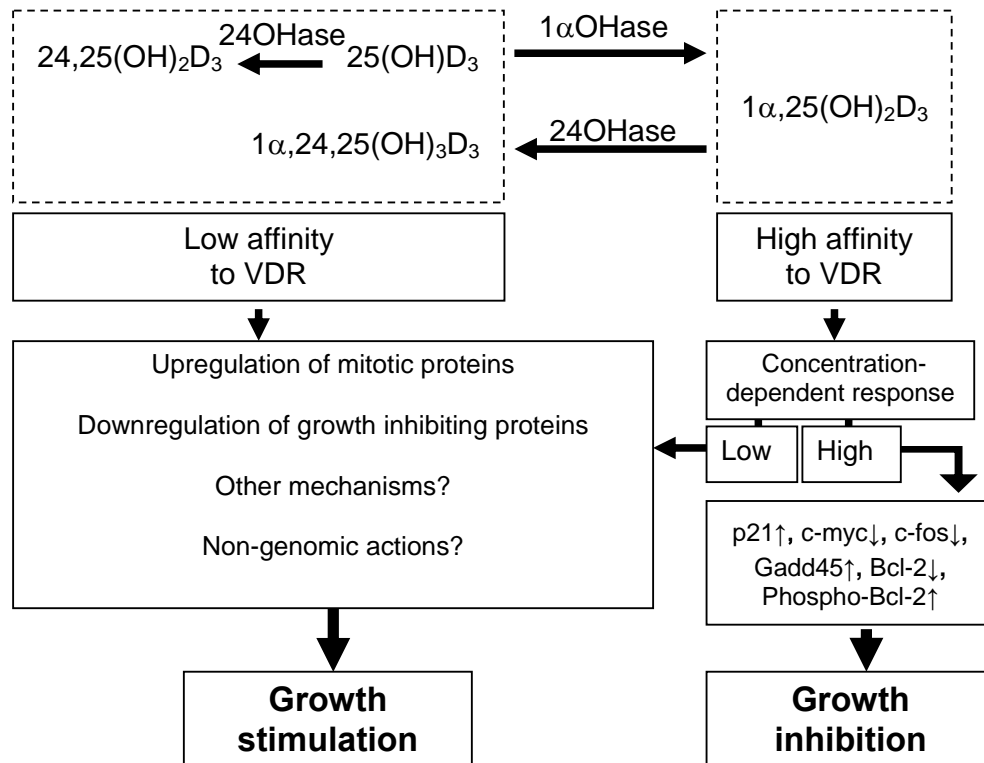 24OHase
1αOHase
24,25(OH)₂D₃
25(OH)D₃
1α,25(OH)₂D₃
1α,24,25(OH)₃D₃
24OHase
Low affinity
to VDR
High affinity
to VDR
Upregulation of mitotic proteins
Downregulation of growth inhibiting proteins
Other mechanisms?
Non-genomic actions?
Concentration-
dependent response
Low
High
p21↑, c-myc↓, c-fos↓,
Gadd45↑, Bcl-2↓,
Phospho-Bcl-2↑
Growth
stimulation
Growth
inhibition